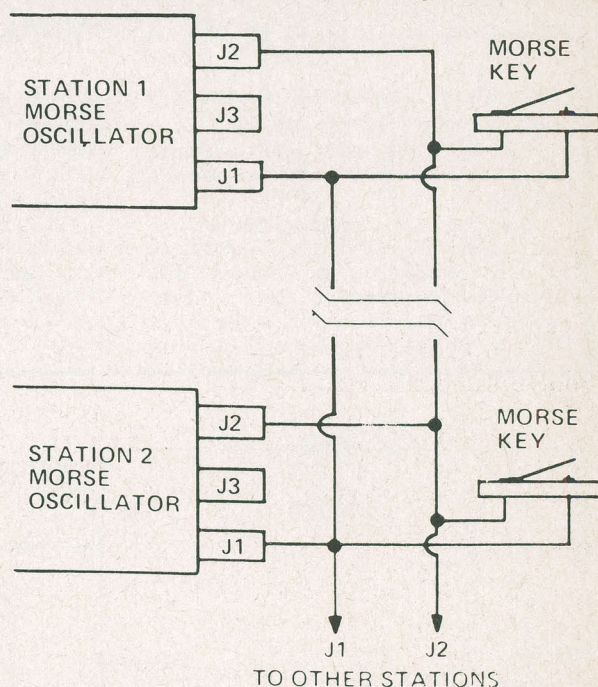 J2
MORSE
KEY
STATION 1
MORSE
OSCILLATOR
J3
J1
J2
MORSE
KEY
STATION 2
MORSE
OSCILLATOR
J3
J1
J1 J2
TO OTHER STATIONS